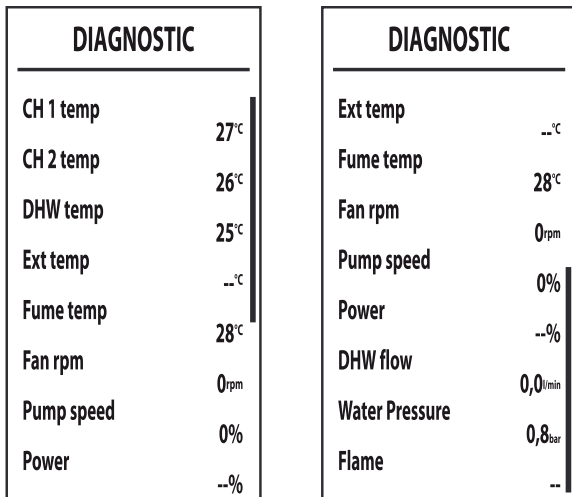 DIAGNOSTIC
CH 1 temp
27°C
CH 2 temp
26°C
DHW temp
25°C
Ext temp
--°C
Fume temp
28°C
Fan rpm
0rpm
Pump speed
0%
Power
--%
DIAGNOSTIC
Ext temp
--°C
Fume temp
28°C
Fan rpm
0rpm
Pump speed
0%
Power
--%
DHW flow
0,0l/min
Water Pressure
0,8bar
Flame
--